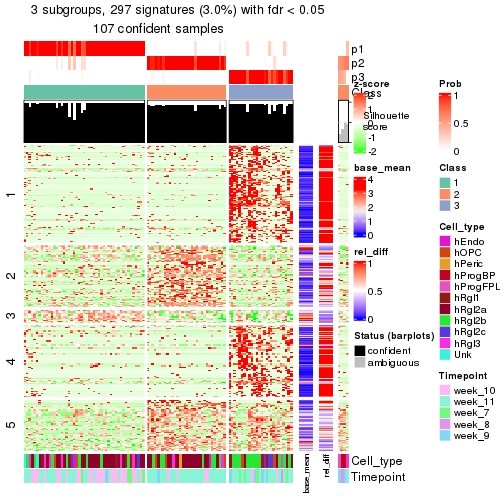 3 subgroups, 297 signatures (3.0%) with fdr < 0.05
107 confident samples
p1
p2
p3
Class
Silhouette
score
1
2
3
4
5
Cell_type
Timepoint
base_mean
rel_diff
z-score
2
1
0
-1
-2
base_mean
4
3
2
1
0
rel_diff
1
0.5
0
Status (barplots)
confident
ambiguous
Prob
1
0.5
0
Class
1
2
3
Cell_type
hEndo
hOPC
hPeric
hProgBP
hProgFPL
hRgl1
hRgl2a
hRgl2b
hRgl2c
hRgl3
Unk
Timepoint
week_10
week_11
week_7
week_8
week_9